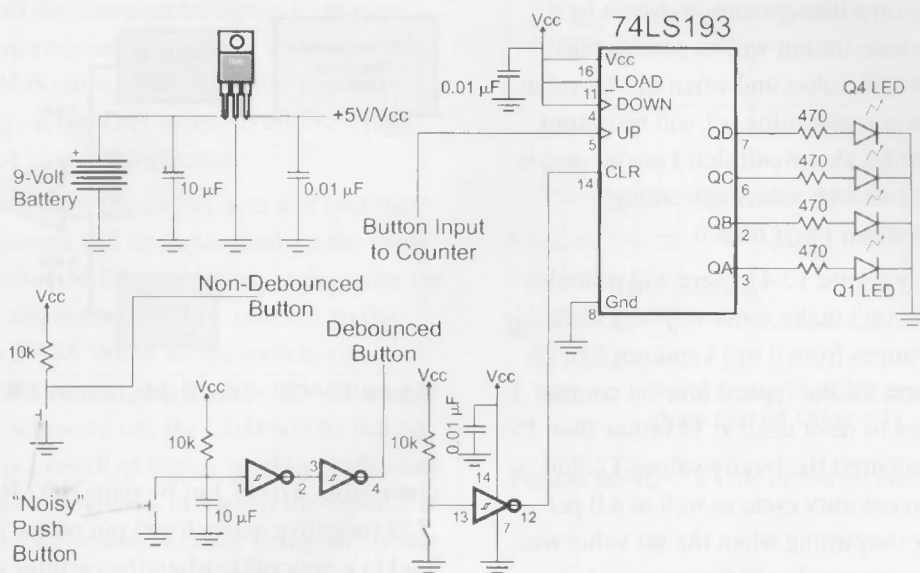 +5V/Vcc
9-Volt
Battery
+
10 µF
0.01 µF
Button Input
to Counter
Vcc
74LS193
0.01 µF
16
Vcc
LOAD
11
DOWN
4
UP
5
CLR
14
Gnd
8
QD
7
QC
6
QB
2
QA
3
470
470
470
470
Q4 LED
Q1 LED
Non-Debounced
Button
Debounced
Button
Vcc
10k
"Noisy"
Push
Button
Vcc
10k
10 µF
1
2
3
4
Vcc
10k
0.01 µF
Vcc
14
13
12
7